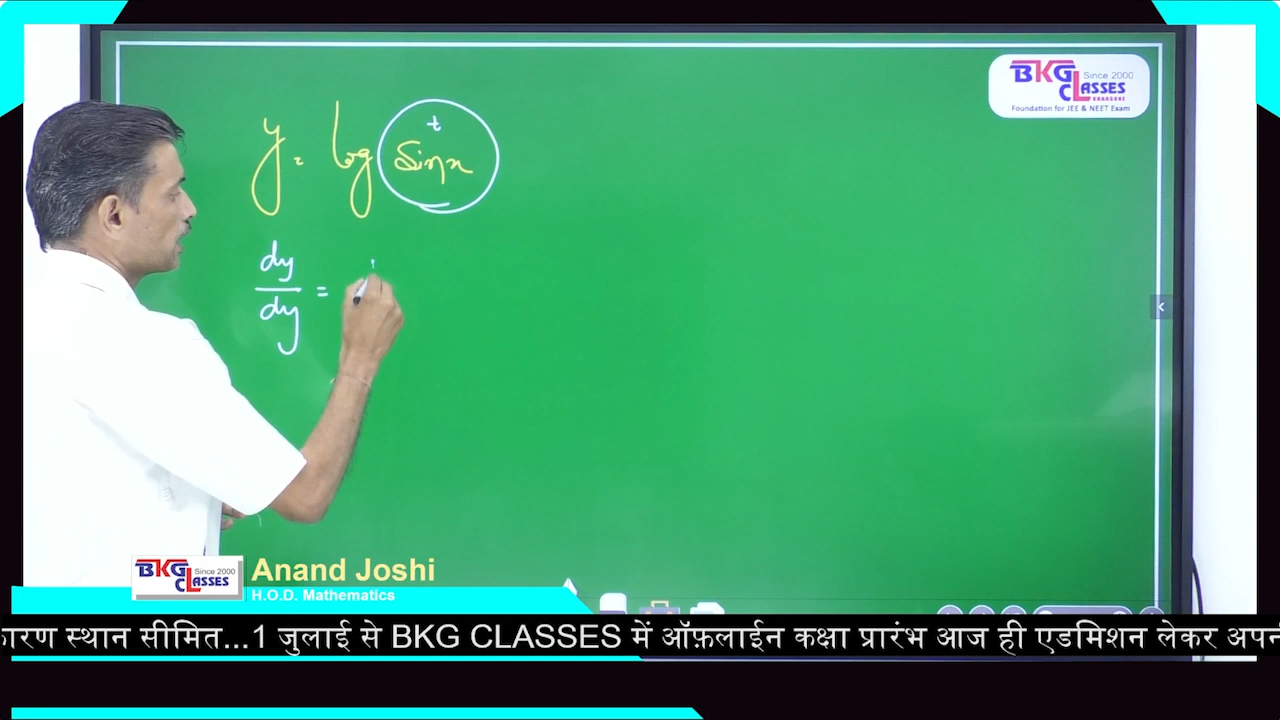 BKG CLASSES
Since 2000
KHARGONE
Foundation for JEE & NEET Exam
t
y = log sinx
dy
dy =
BKG CLASSES Since 2000
Anand Joshi
H.O.D. Mathematics
कारण स्थान सीमित...1 जुलाई से BKG CLASSES में ऑफ़लाईन कक्षा प्रारंभ आज ही एडमिशन लेकर अपन